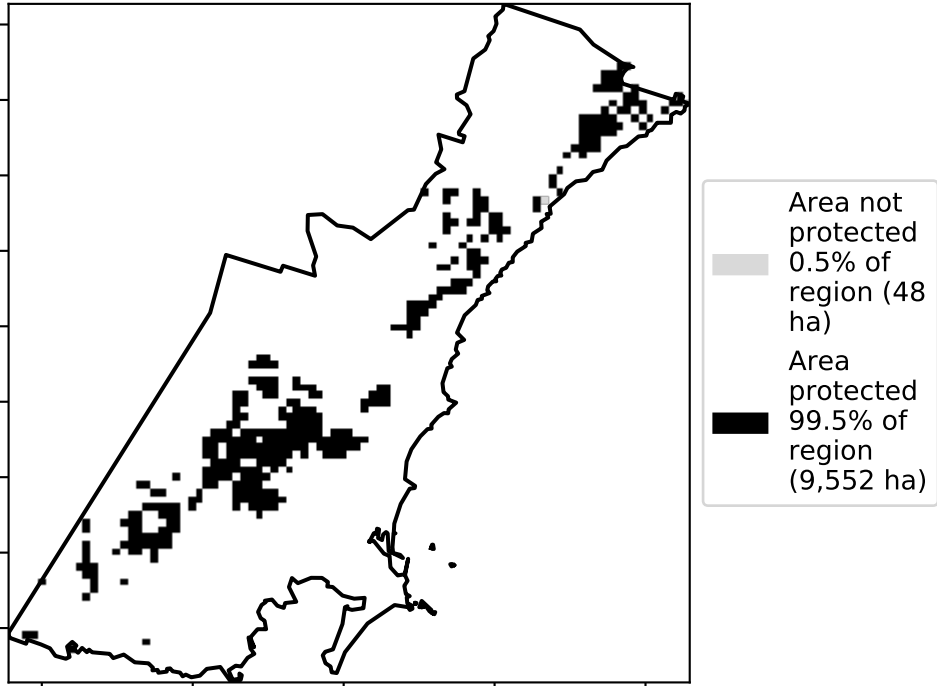 Area not
protected
0.5% of
region (48
ha)
Area
protected
99.5% of
region
(9,552 ha)